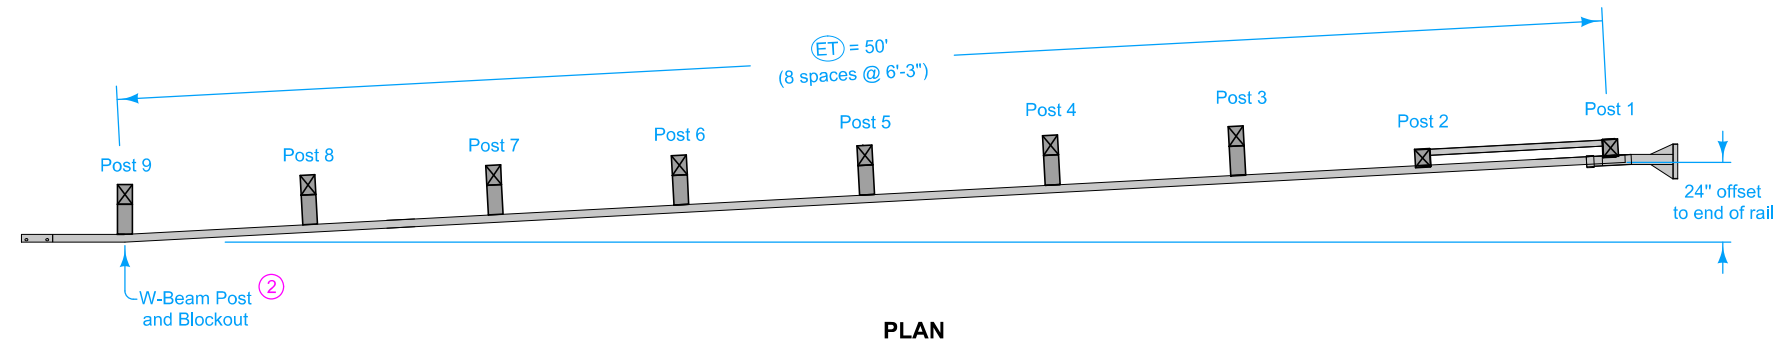 ET = 50'
(8 spaces @ 6'-3")
Post 9
Post 8
Post 7
Post 6
Post 5
Post 4
Post 3
Post 2
Post 1
24" offset
to end of rail
W-Beam Post 2
and Blockout
PLAN